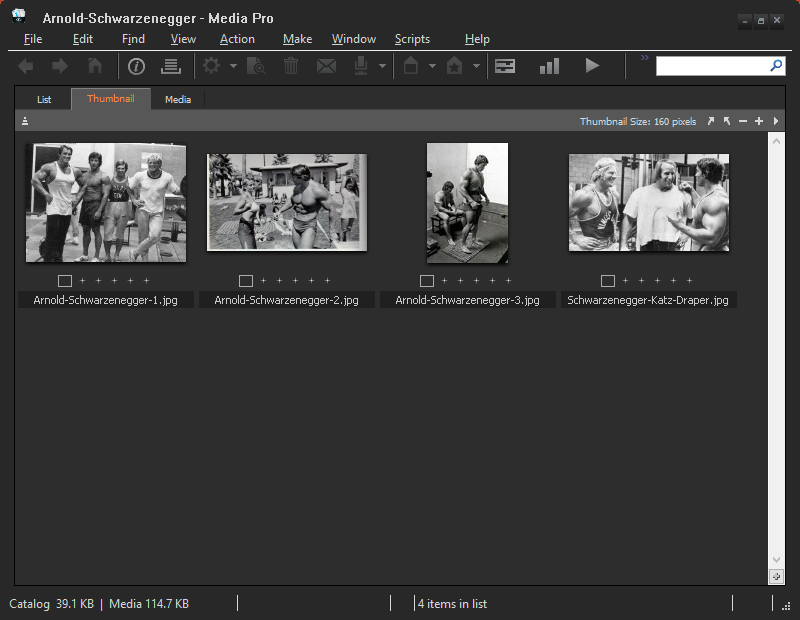 Arnold-Schwarzenegger - Media Pro
File Edit Find View Action Make Window Scripts Help
List Thumbnail Media
Thumbnail Size: 160 pixels
Arnold-Schwarzenegger-1.jpg Arnold-Schwarzenegger-2.jpg Arnold-Schwarzenegger-3.jpg Schwarzenegger-Katz-Draper.jpg
Catalog 39.1 KB | Media 114.7 KB 4 items in list